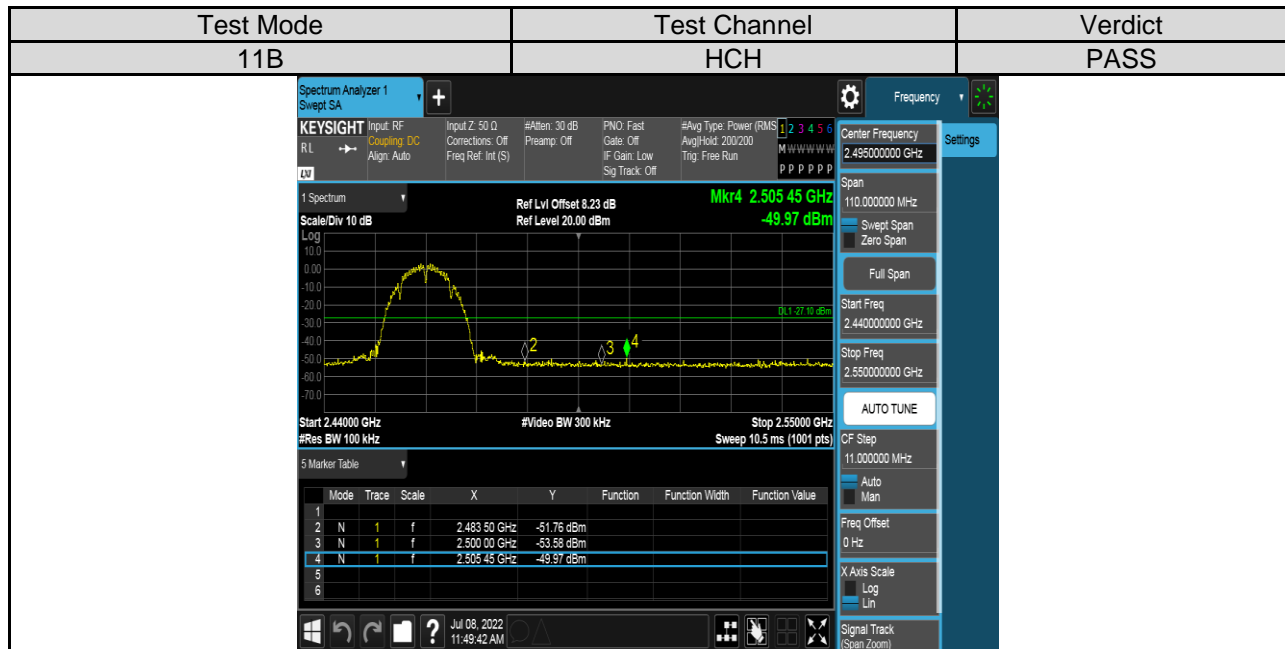 Test Mode Test Channel Verdict
11B HCH PASS
Spectrum Analyzer 1
Swept SA
+
Frequency
KEYSIGHT Input: RF Input Z: 50 Ω #Atten: 30 dB PNO: Fast #Avg Type: Power (RMS 1 2 3 4 5 6
RL Coupling: DC Corrections: Off Preamp: Off Gate: Off Avg|Hold: 200/200 M W W W W W
Align: Auto Freq Ref: Int (S) IF Gain: Low Trig: Free Run
LXI Sig Track: Off P P P P P P
Center Frequency
2.495000000 GHz
Settings
Span
110.000000 MHz
Swept Span
Zero Span
Full Span
Start Freq
2.440000000 GHz
Stop Freq
2.550000000 GHz
AUTO TUNE
CF Step
11.000000 MHz
Auto
Man
Freq Offset
0 Hz
X Axis Scale
Log
Lin
Signal Track
(Span Zoom)
1 Spectrum
Ref Lvl Offset 8.23 dB
Mkr4 2.505 45 GHz
Scale/Div 10 dB
Ref Level 20.00 dBm
-49.97 dBm
Log
10.0
0.00
-10.0
-20.0
DL1 -27.10 dBm
-30.0
-40.0
2 3 4
-50.0
-60.0
-70.0
Start 2.44000 GHz #Video BW 300 kHz Stop 2.55000 GHz
#Res BW 100 kHz Sweep 10.5 ms (1001 pts)
5 Marker Table
Mode Trace Scale X Y Function Function Width Function Value
1
2 N 1 f 2.483 50 GHz -51.76 dBm
3 N 1 f 2.500 00 GHz -53.58 dBm
4 N 1 f 2.505 45 GHz -49.97 dBm
5
6
? Jul 08, 2022
11:49:42 AM